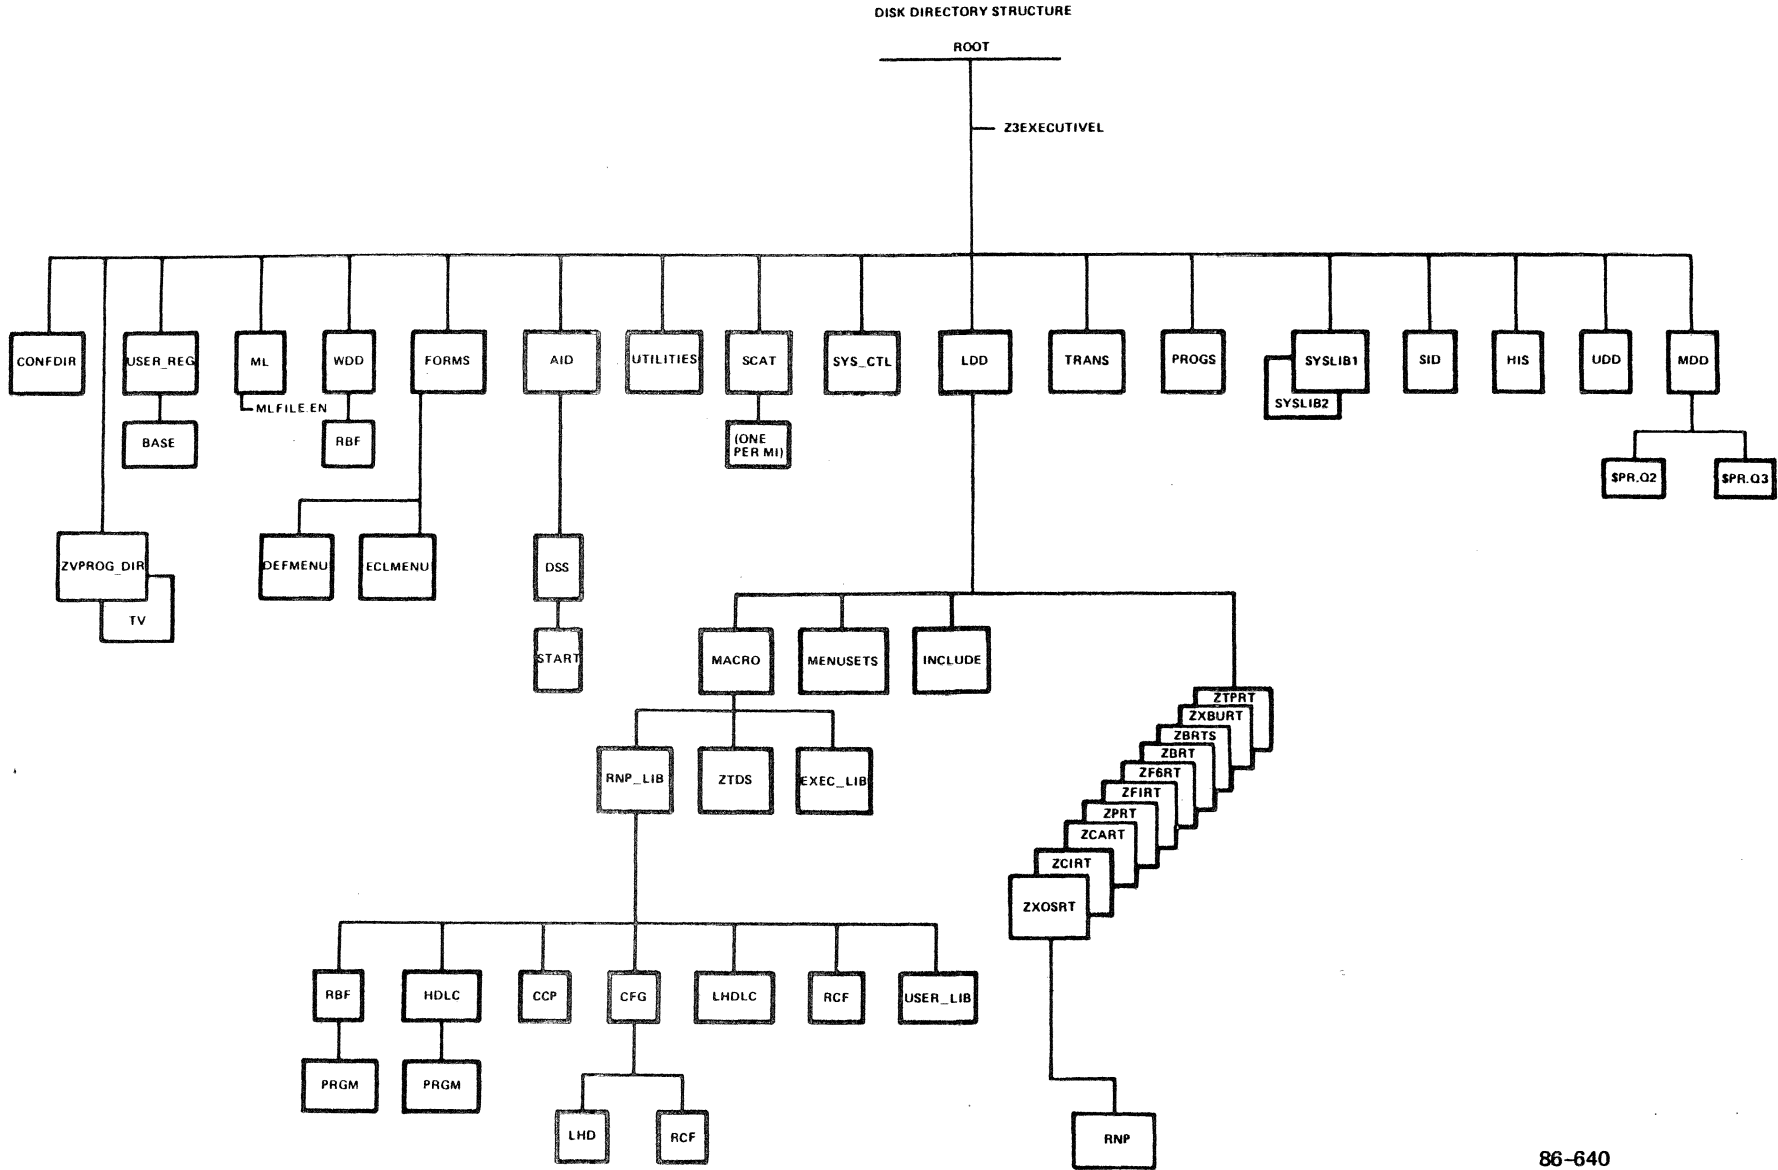 DISK DIRECTORY STRUCTURE
ROOT
Z3EXECUTIVEL
CONFDIR
USER_REG
ML
WDD
FORMS
AID
UTILITIES
SCAT
SYS_CTL
LDD
TRANS
PROGS
SYSLIB1
SID
HIS
UDD
MDD
MLFILE.EN
SYSLIB2
BASE
RBF
(ONE
PER MI)
$PR.Q2
$PR.Q3
ZVPROG_DIR
DEFMENU
ECLMENU
DSS
TV
START
MACRO
MENUSETS
INCLUDE
ZTPRT
ZXBURT
ZBRTS
ZBRT
ZF6RT
ZFIRT
ZPRT
ZCART
ZCIRT
ZXOSRT
RNP_LIB
ZTDS
EXEC_LIB
RBF
HDLC
CCP
CFG
LHDLC
RCF
USER_LIB
PRGM
PRGM
LHD
RCF
RNP
86-640